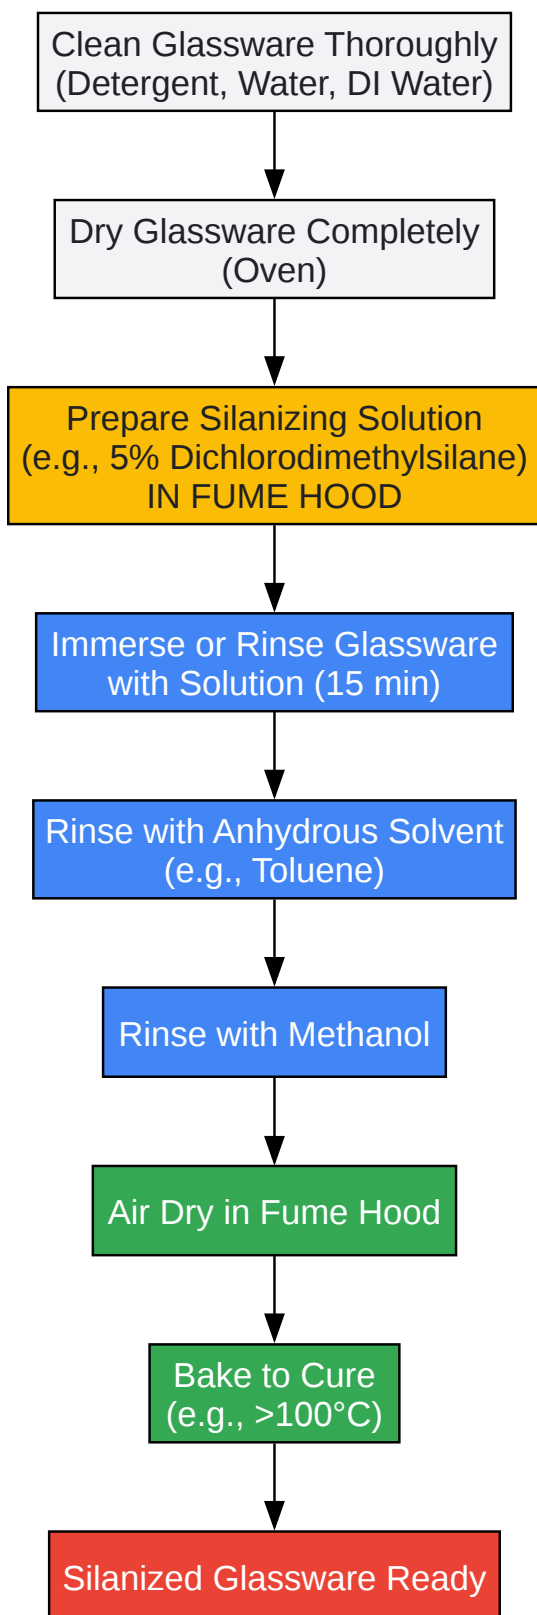 Clean Glassware Thoroughly
(Detergent, Water, DI Water)
Dry Glassware Completely
(Oven)
Prepare Silanizing Solution
(e.g., 5% Dichlorodimethylsilane)
IN FUME HOOD
Immerse or Rinse Glassware
with Solution (15 min)
Rinse with Anhydrous Solvent
(e.g., Toluene)
Rinse with Methanol
Air Dry in Fume Hood
Bake to Cure
(e.g., >100°C)
Silanized Glassware Ready